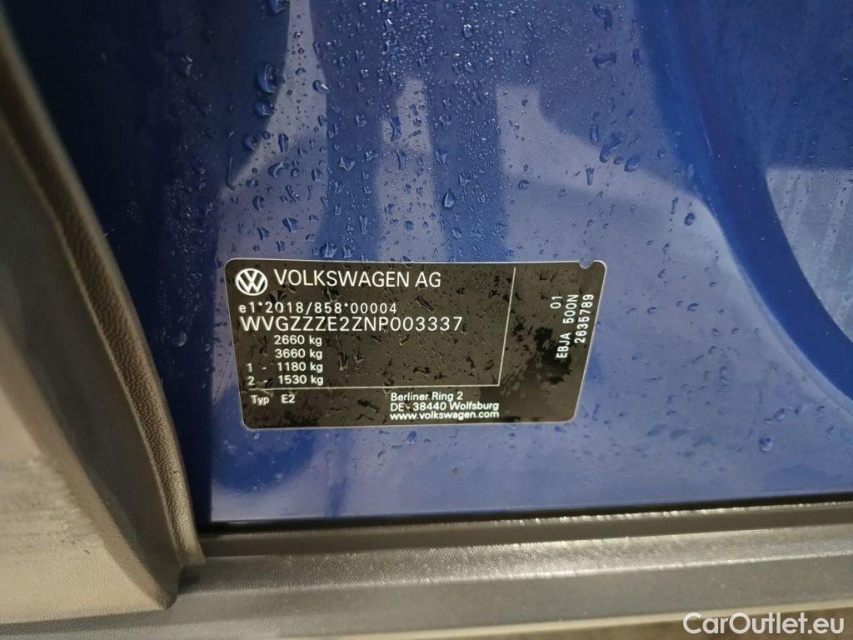 VOLKSWAGEN AG
e1*2018/858*00004
WVGZZZE2ZNP003337
2660 kg
3660 kg
1 - 1180 kg
2 - 1530 kg
Typ E2
Berliner Ring 2
DE-38440 Wolfsburg
www.volkswagen.com
01
EBJA 500N
2635789
CarOutlet.eu